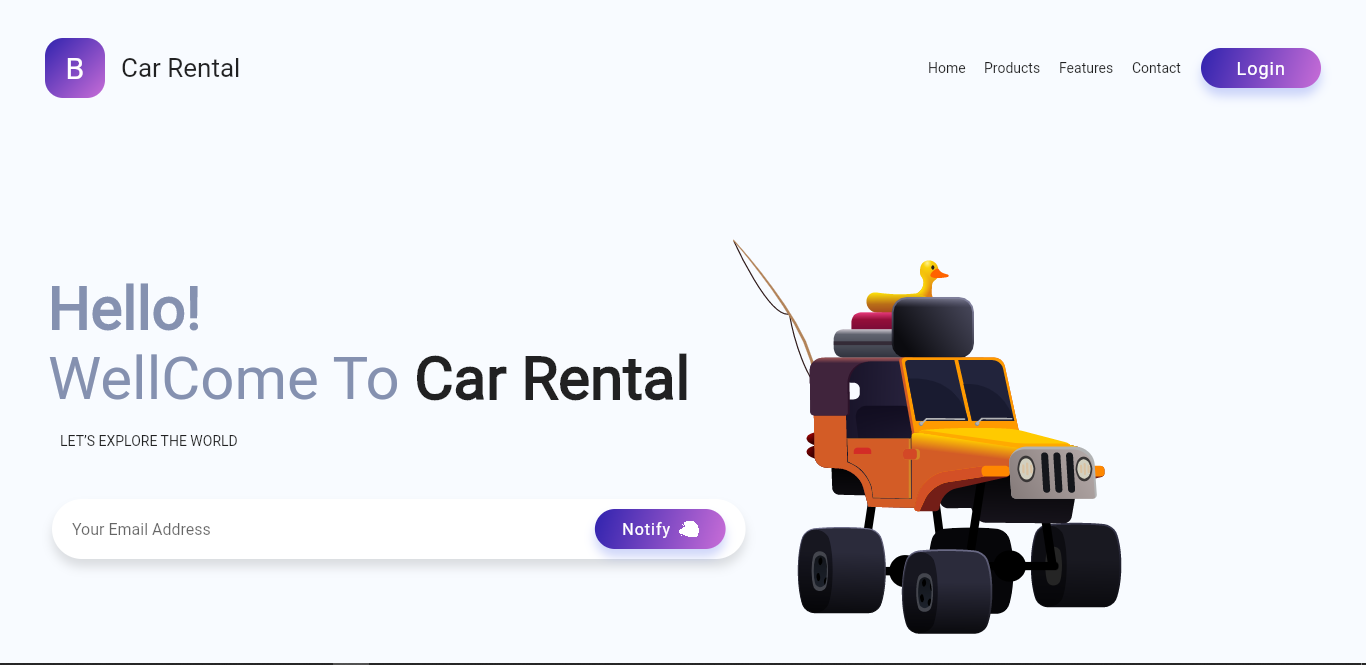 B
Car Rental
Home
Products
Features
Contact
Login
Hello!
WellCome To Car Rental
LET'S EXPLORE THE WORLD
Your Email Address
Notify